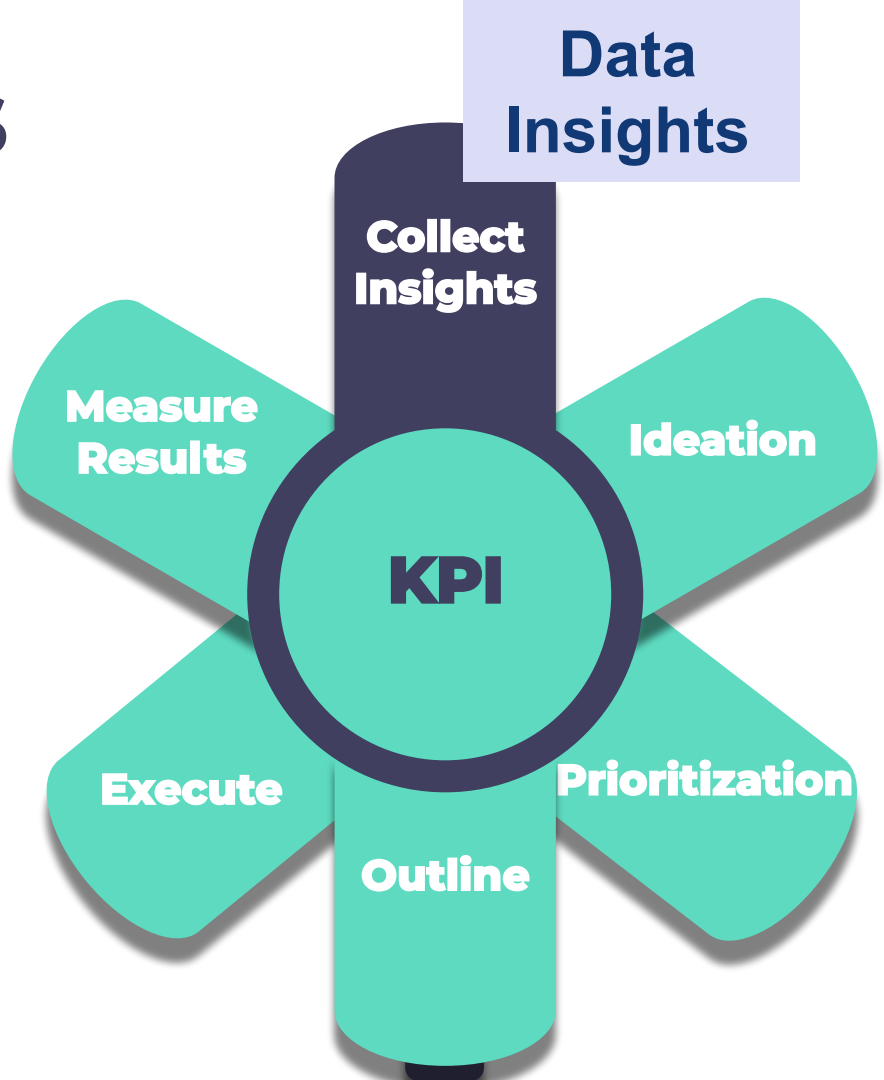 Data
Insights
Collect
Insights
Measure
Results
Ideation
KPI
Execute
Prioritization
Outline